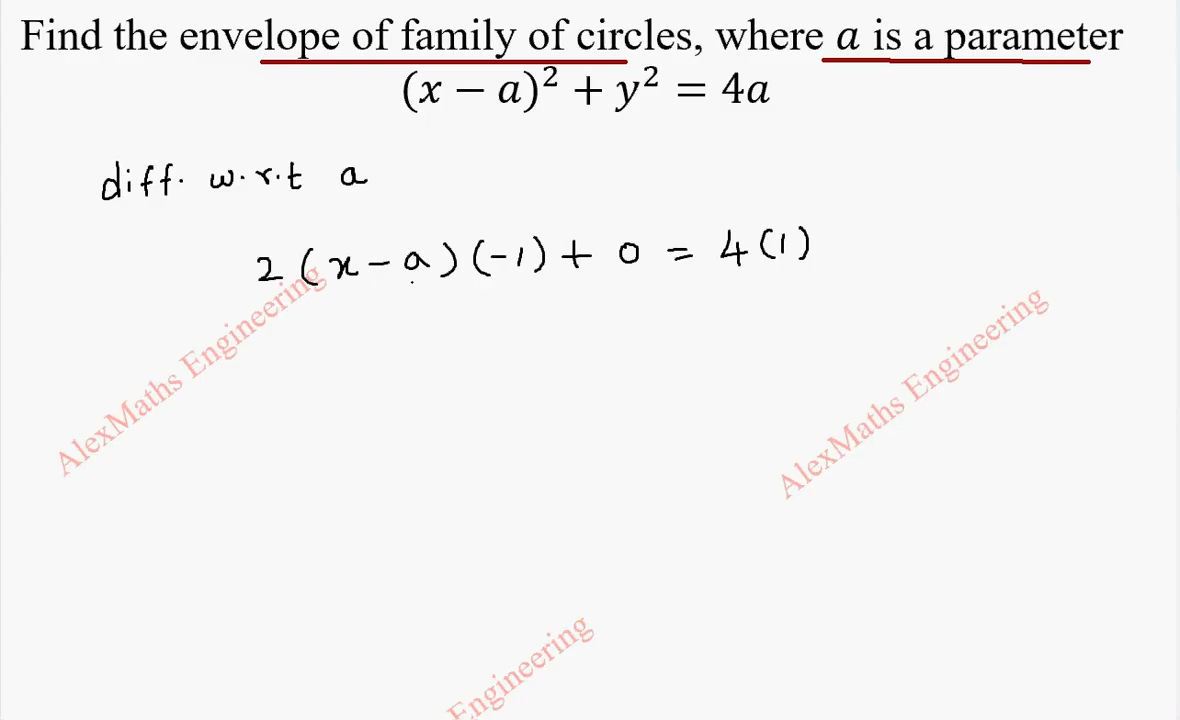 Find the envelope of family of circles, where a is a parameter
(x − a)² + y² = 4a
diff. w.r.t a
2(x-a)(-1)+0 = 4(1)
AlexMaths Engineering
AlexMaths Engineering
Engineering